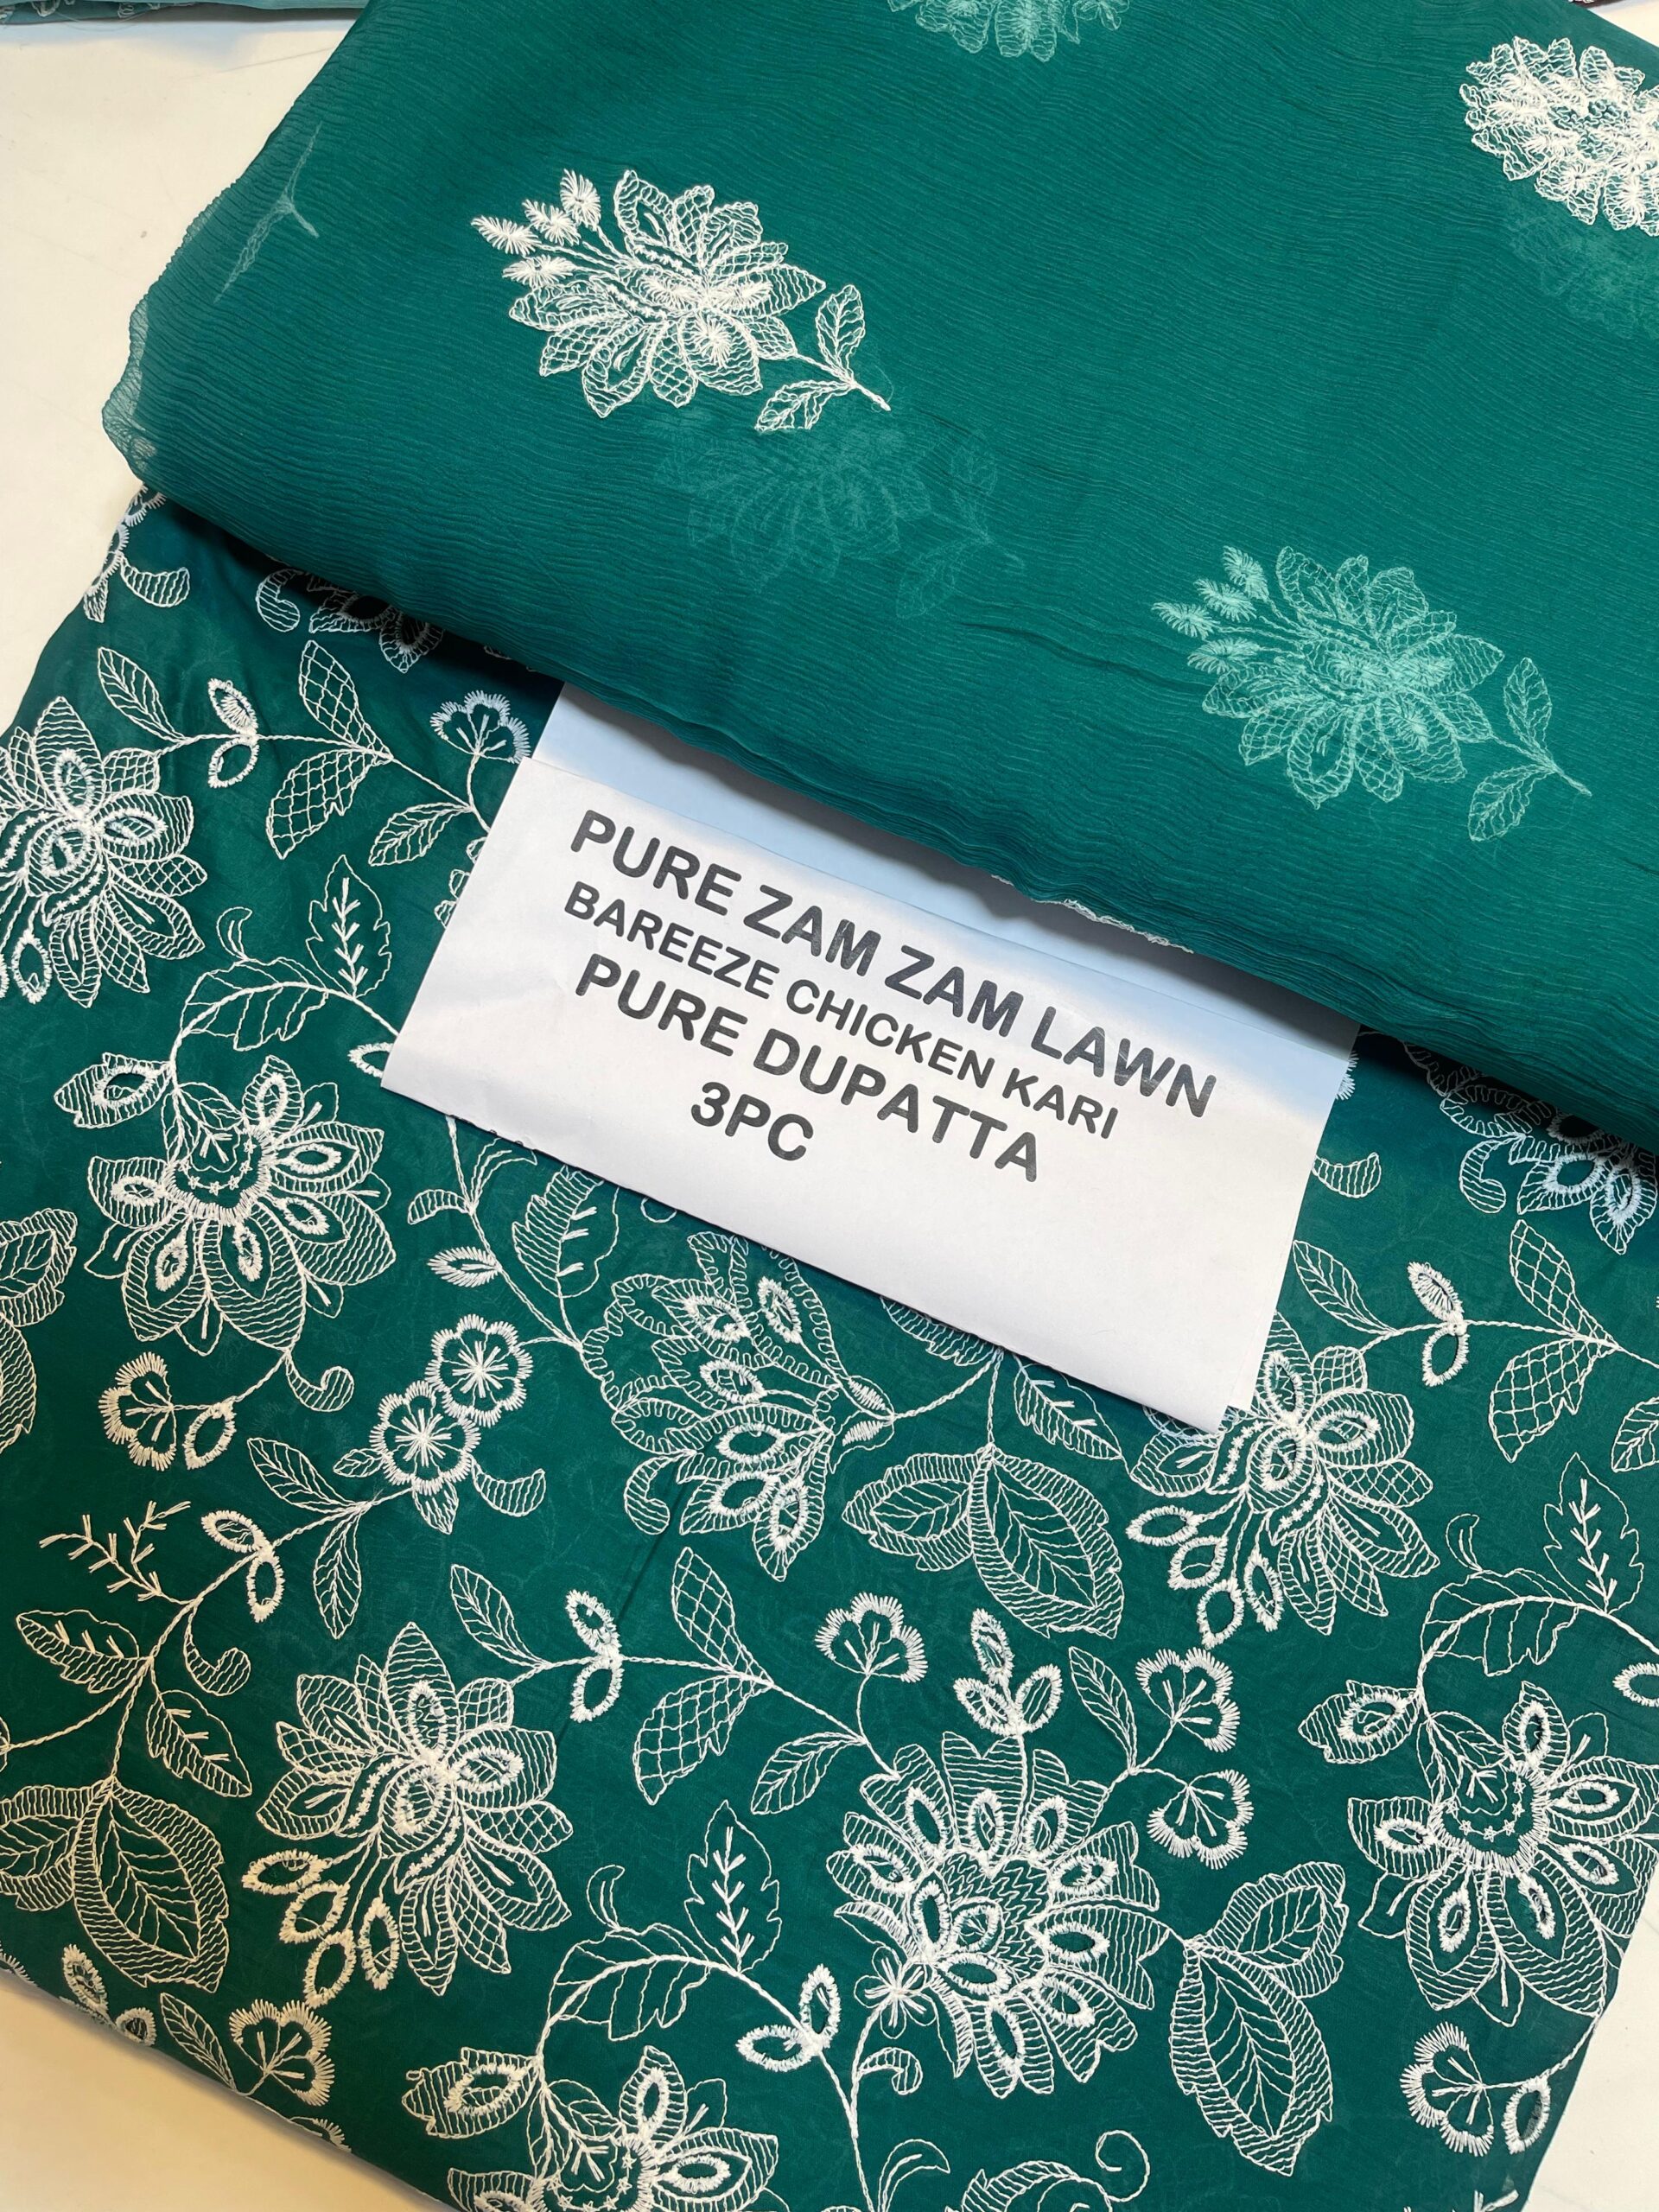 PURE ZAM ZAM LAWN
BAREEZE CHICKEN KARI
PURE DUPATTA
3PC